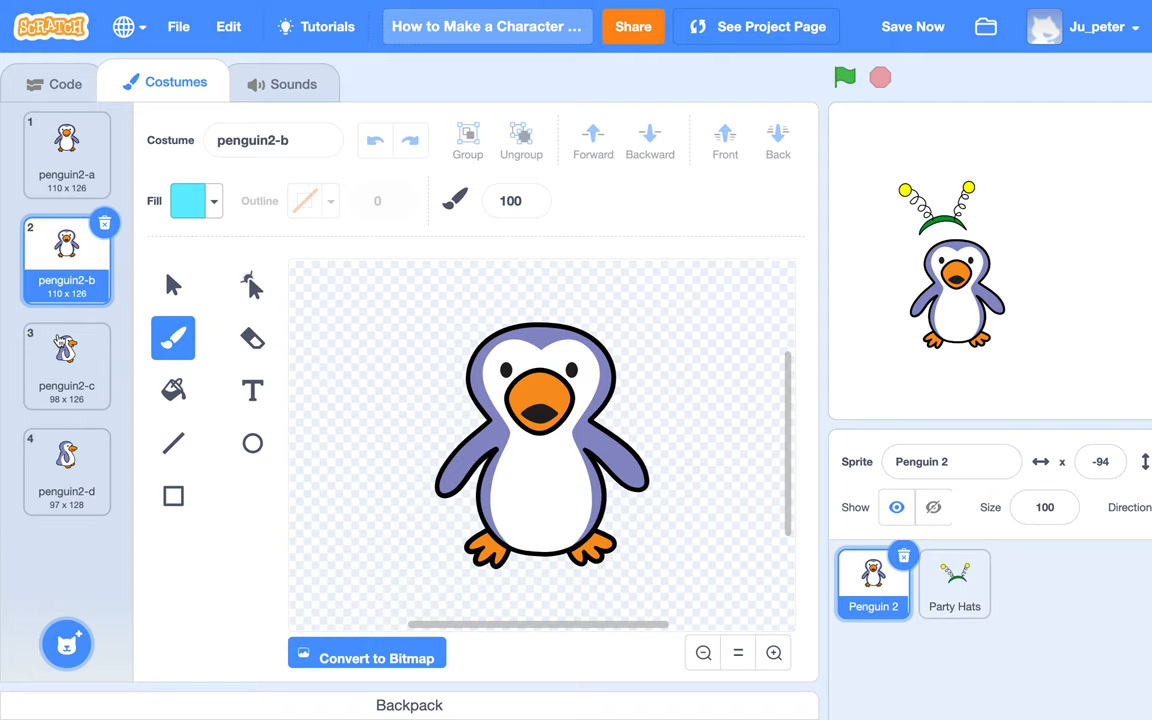 SCRATCH File Edit Tutorials How to Make a Character ... Share See Project Page Save Now Ju_peter
Code Costumes Sounds
1
penguin2-a
110 x 126
2
penguin2-b
110 x 126
3
penguin2-c
98 x 126
4
penguin2-d
97 x 128
Costume penguin2-b Group Ungroup Forward Backward Front Back
Fill Outline 0 100
T
Convert to Bitmap
Backpack
Sprite Penguin 2 x -94
Show Size 100 Direction
Penguin 2 Party Hats